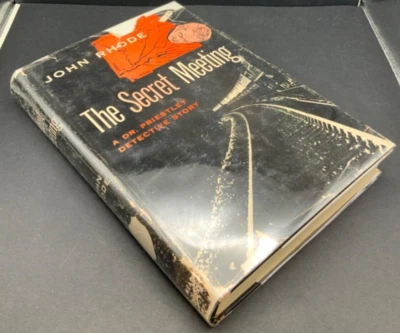 JOHN RHODE
The Secret Meeting
A DR. PRIESTLEY
DETECTIVE STORY